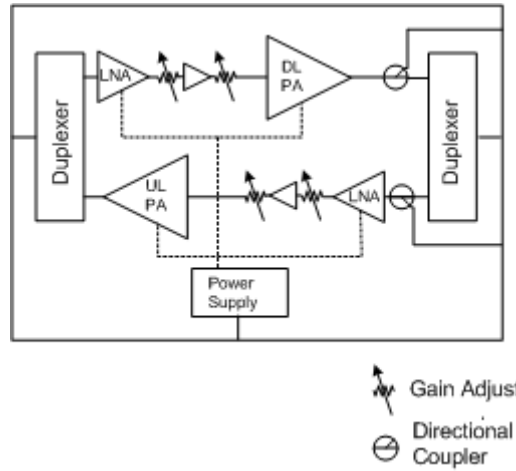 LNA
DL
PA
Duplexer
Duplexer
UL
PA
LNA
Power
Supply
Gain Adjust
Directional
Coupler